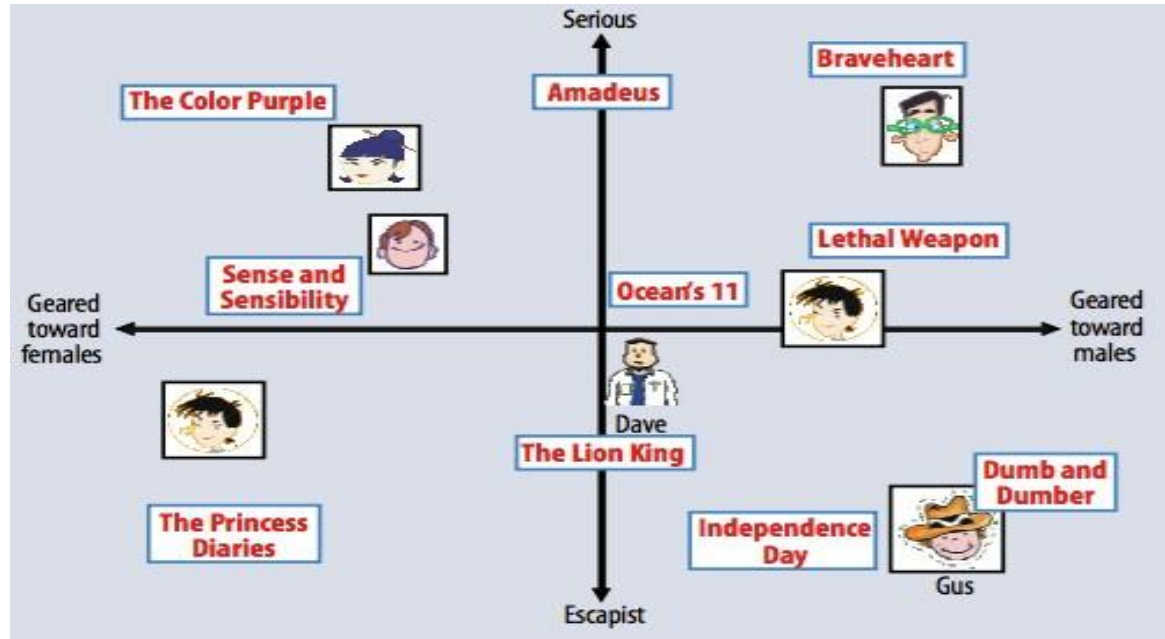 Serious
Braveheart
The Color Purple
Amadeus
Lethal Weapon
Sense and
Sensibility
Ocean's 11
Geared
toward
females
Geared
toward
males
Dave
The Lion King
Dumb and
Dumber
The Princess
Diaries
Independence
Day
Gus
Escapist